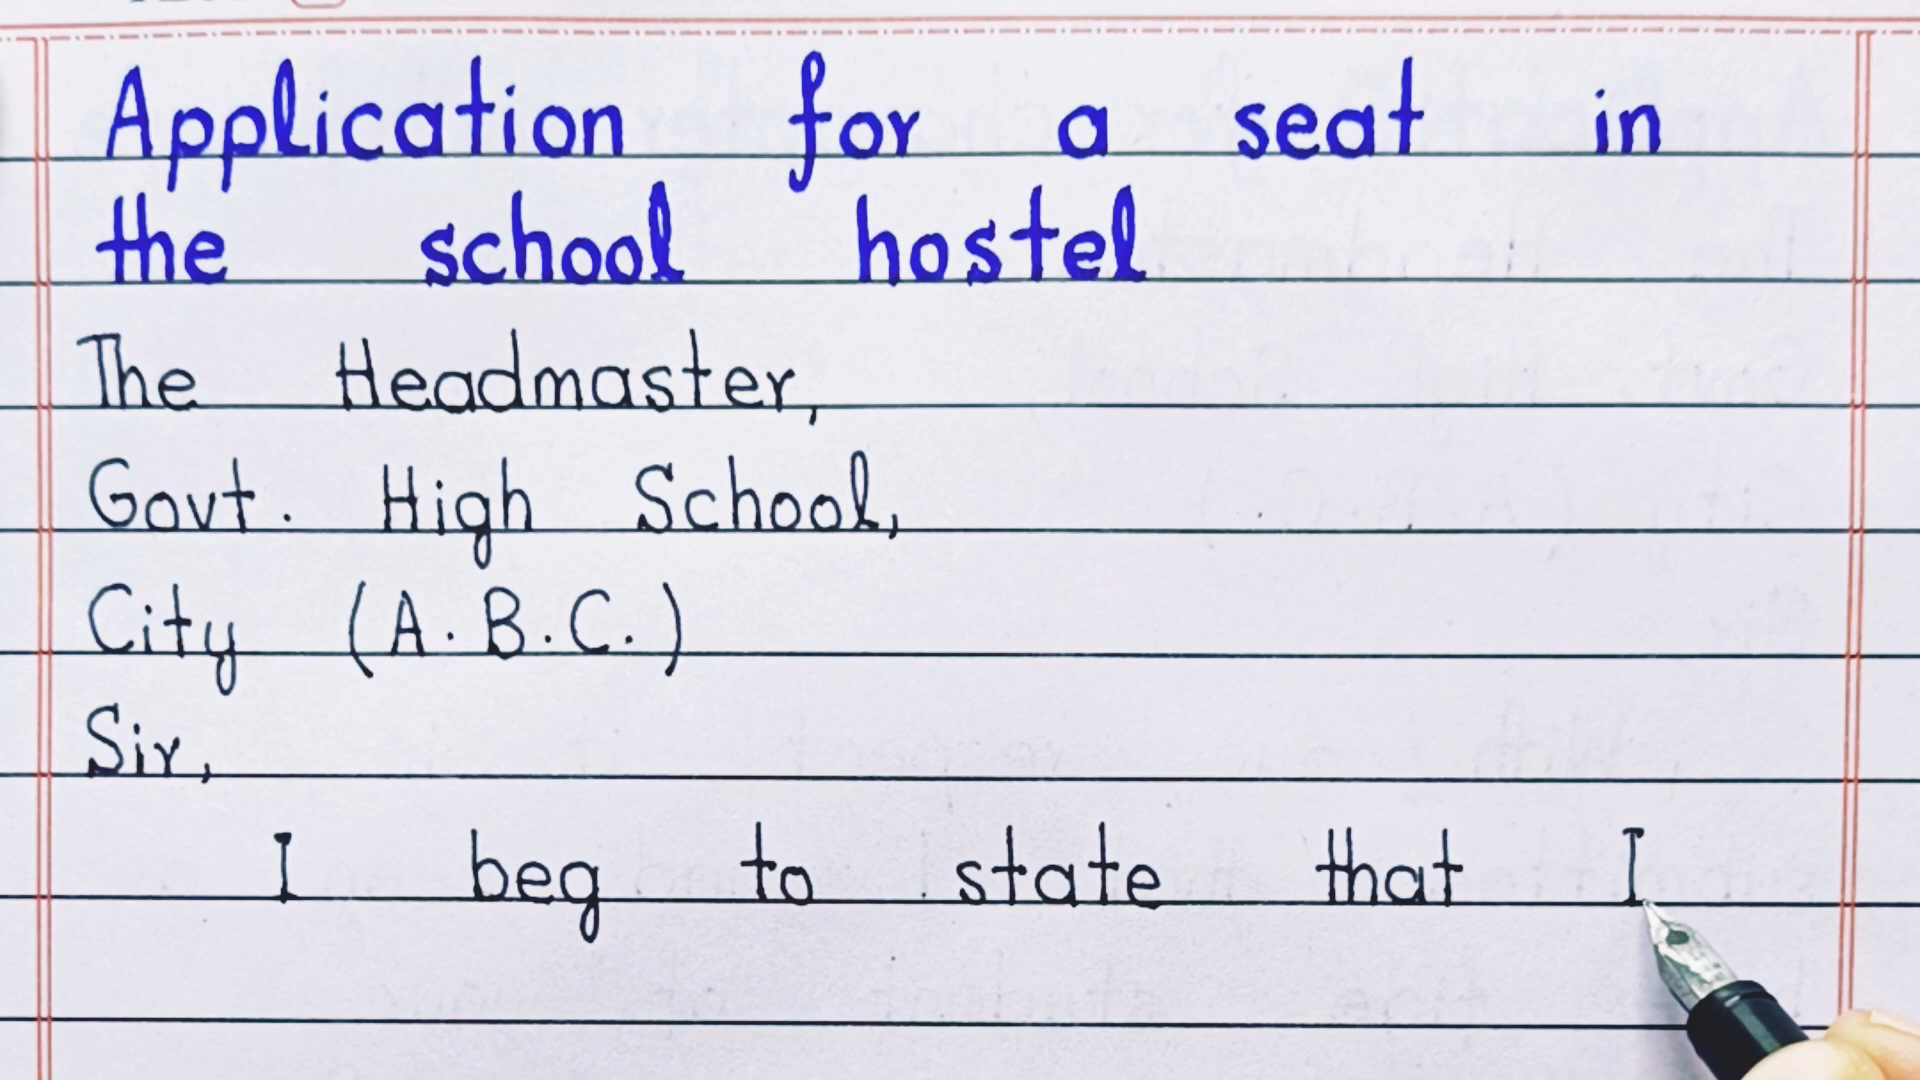 Application for a seat in
the school hostel
The Headmaster,
Govt. High School,
City (A.B.C.)
Sir,
I beg to state that I